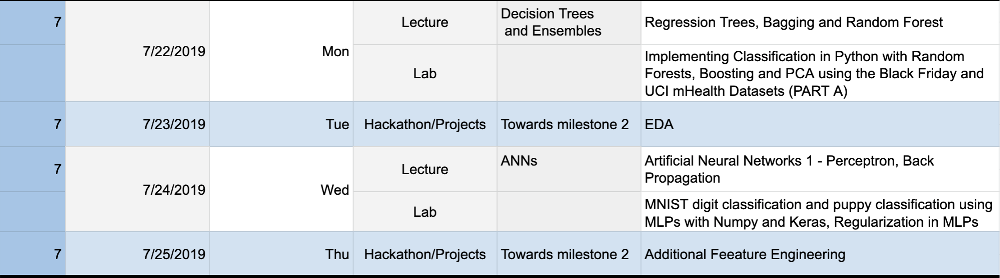 7
7/22/2019
Mon
Lecture
Decision Trees
and Ensembles
Regression Trees, Bagging and Random Forest
Lab
Implementing Classification in Python with Random
Forests, Boosting and PCA using the Black Friday and
UCI mHealth Datasets (PART A)
7
7/23/2019
Tue
Hackathon/Projects
Towards milestone 2
EDA
7
7/24/2019
Wed
Lecture
ANNs
Artificial Neural Networks 1 - Perceptron, Back
Propagation
Lab
MNIST digit classification and puppy classification using
MLPs with Numpy and Keras, Regularization in MLPs
7
7/25/2019
Thu
Hackathon/Projects
Towards milestone 2
Additional Feeature Engineering